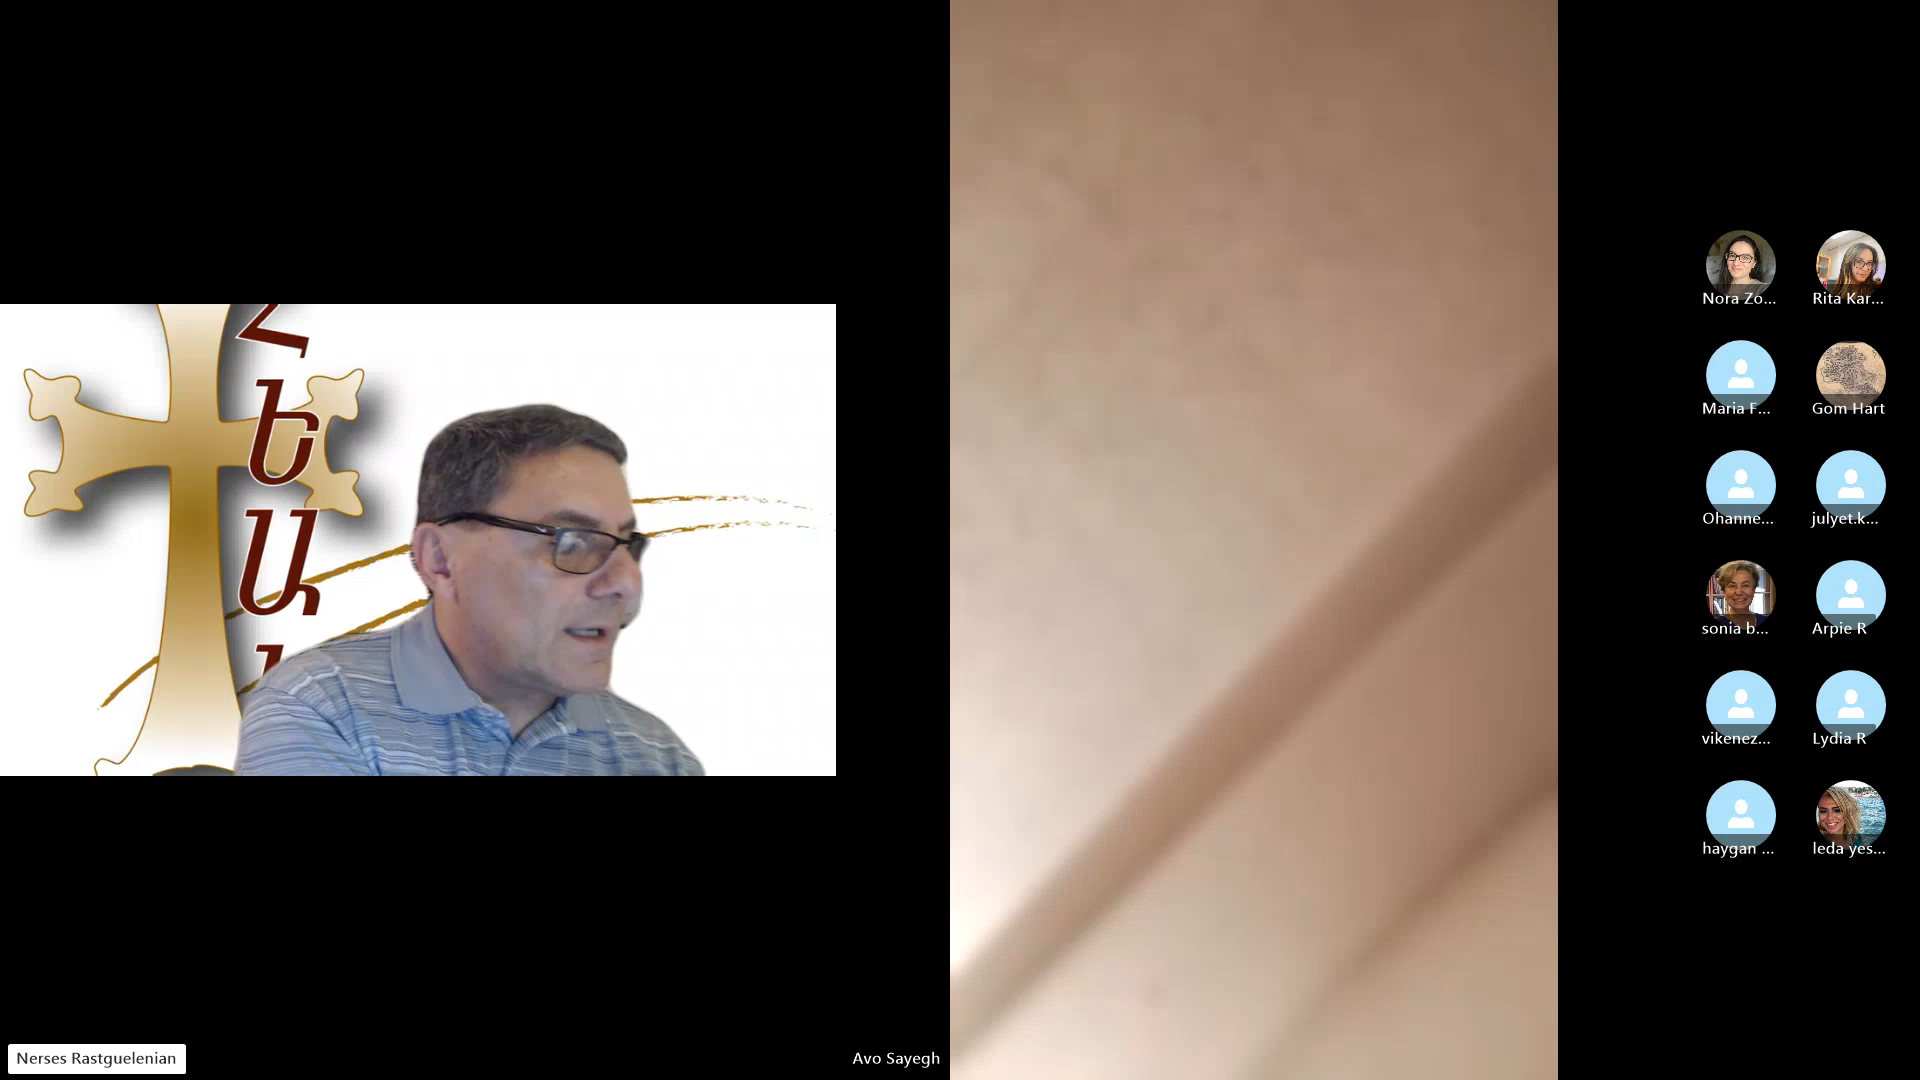 Հ
ե
ա
Nerses Rastguelenian
Avo Sayegh
Nora Zo...
Rita Kar...
Maria F...
Gom Hart
Ohanne...
julyet.k...
sonia b...
Arpie R
vikenez...
Lydia R
haygan ...
leda yes...